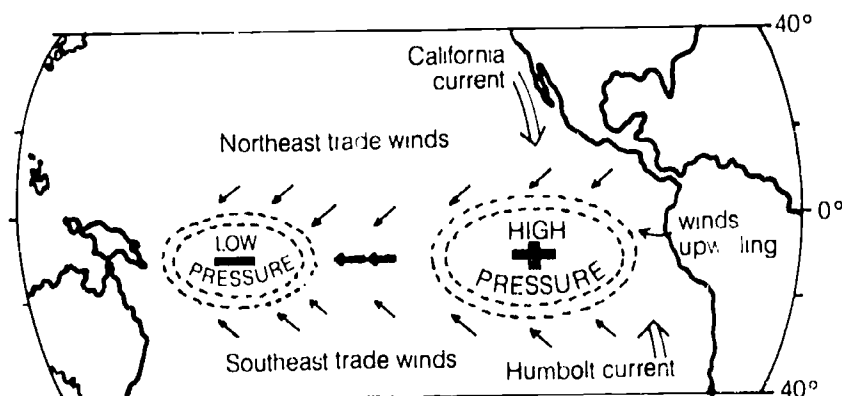 40°
California
current
Northeast trade winds
0°
LOW
PRESSURE
HIGH
PRESSURE
winds
Southeast trade winds
Humbolt current
40°